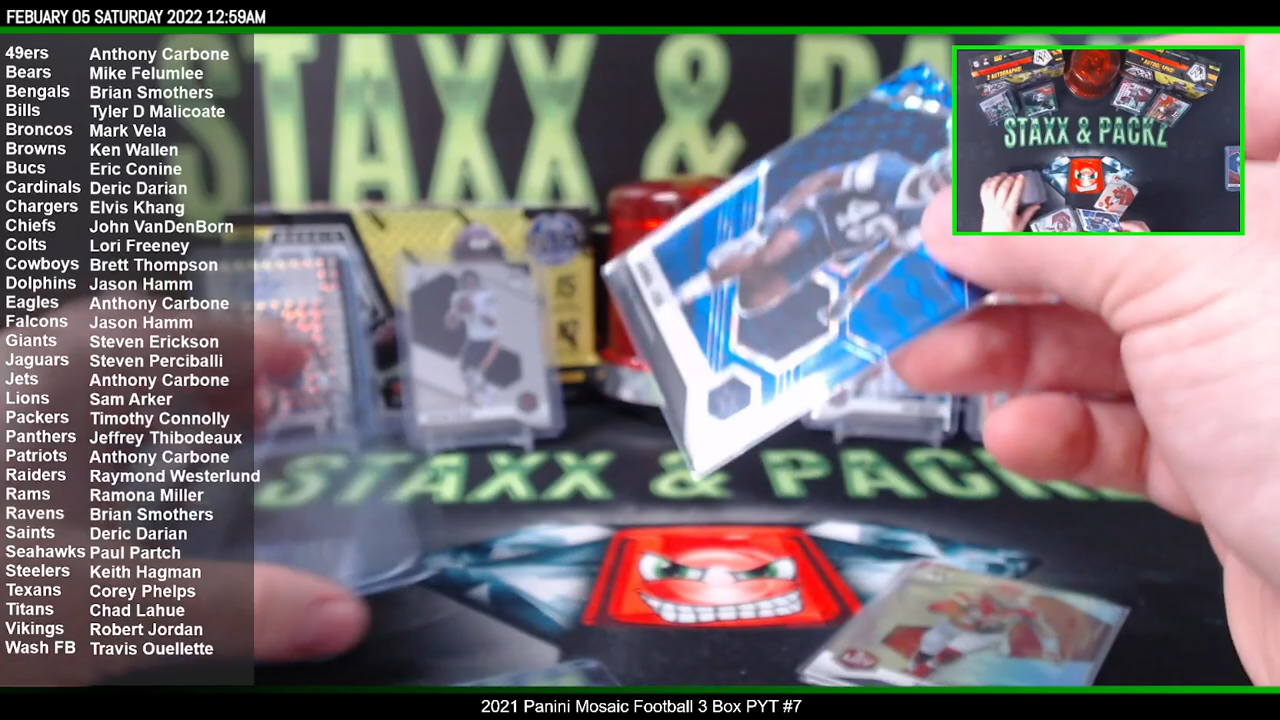 FEBUARY 05 SATURDAY 2022 12:59AM
49ers Anthony Carbone
Bears Mike Felumlee
Bengals Brian Smothers
Bills Tyler D Malicoate
Broncos Mark Vela
Browns Ken Wallen
Bucs Eric Conine
Cardinals Deric Darian
Chargers Elvis Khang
Chiefs John VanDenBorn
Colts Lori Freeney
Cowboys Brett Thompson
Dolphins Jason Hamm
Eagles Anthony Carbone
Falcons Jason Hamm
Giants Steven Erickson
Jaguars Steven Perciballi
Jets Anthony Carbone
Lions Sam Arker
Packers Timothy Connolly
Panthers Jeffrey Thibodeaux
Patriots Anthony Carbone
Raiders Raymond Westerlund
Rams Ramona Miller
Ravens Brian Smothers
Saints Deric Darian
Seahawks Paul Partch
Steelers Keith Hagman
Texans Corey Phelps
Titans Chad Lahue
Vikings Robert Jordan
Wash FB Travis Ouellette
STAXX & PA
STAXX & PACKZ
STAXX & PACKZ
2021 Panini Mosaic Football 3 Box PYT #7